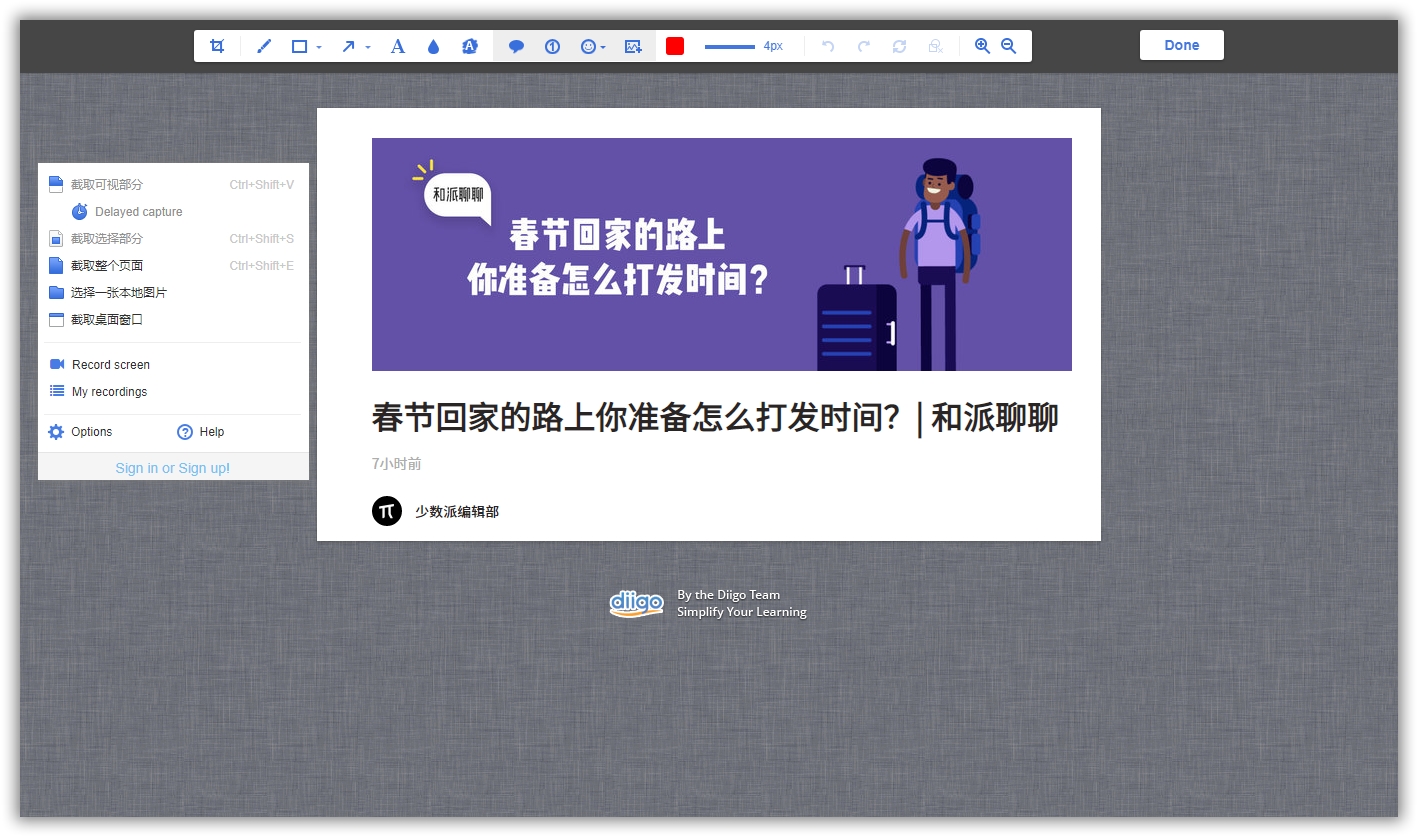 A
A
1
4px
Done
截取可视部分 Ctrl+Shift+V
Delayed capture
截取选择部分 Ctrl+Shift+S
截取整个页面 Ctrl+Shift+E
选择一张本地图片
截取桌面窗口
Record screen
My recordings
Options
Help
Sign in or Sign up!
和派聊聊
春节回家的路上
你准备怎么打发时间？
春节回家的路上你准备怎么打发时间？| 和派聊聊
7小时前
π
少数派编辑部
diigo
By the Diigo Team
Simplify Your Learning